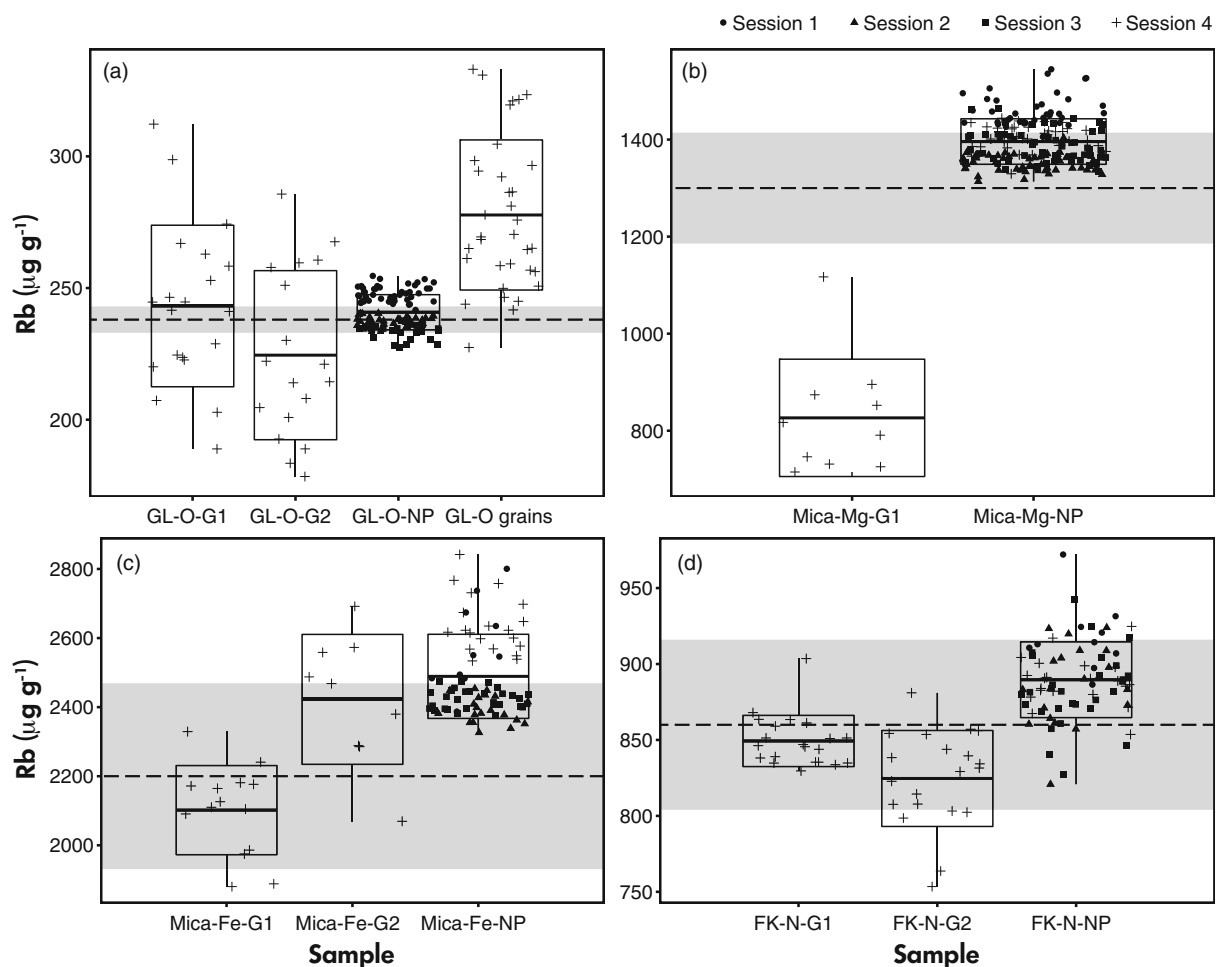 Session 1 Session 2 Session 3 Session 4
(a)
300
250
200
Rb (µg g⁻¹)
GL-O-G1 GL-O-G2 GL-O-NP GL-O grains
(b)
1400
1200
1000
800
Mica-Mg-G1 Mica-Mg-NP
(c)
2800
2600
2400
2200
2000
Rb (µg g⁻¹)
Mica-Fe-G1 Mica-Fe-G2 Mica-Fe-NP
Sample
(d)
950
900
850
800
750
FK-N-G1 FK-N-G2 FK-N-NP
Sample